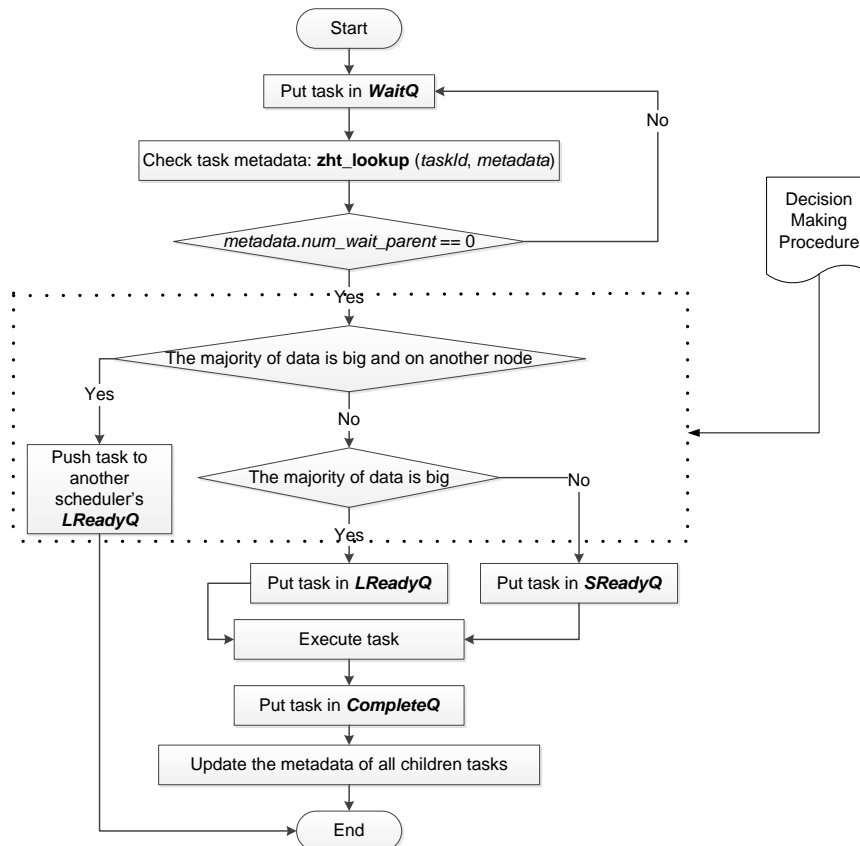 Start
Put task in WaitQ
No
Check task metadata: zht_lookup (taskId, metadata)
Decision
Making
Procedure
metadata.num_wait_parent == 0
Yes
The majority of data is big and on another node
Yes
No
Push task to
another
scheduler's
LReadyQ
The majority of data is big
No
Yes
Put task in LReadyQ
Put task in SReadyQ
Execute task
Put task in CompleteQ
Update the metadata of all children tasks
End